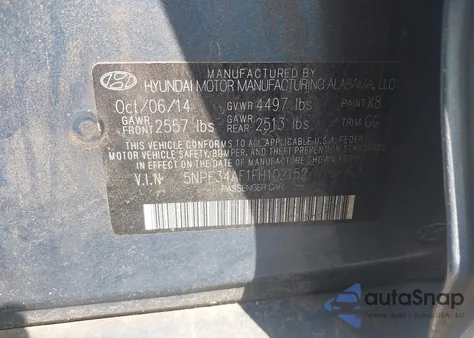 MANUFACTURED BY
HYUNDAI MOTOR MANUFACTURING ALABAMA, LLC
Oct/06/14 GVWR 4497 lbs PAINT X8
GAWR FRONT 2557 lbs GAWR REAR 2513 lbs TRIM GG
THIS VEHICLE CONFORMS TO ALL APPLICABLE U.S.A. FEDERAL
MOTOR VEHICLE SAFETY, BUMPER, AND THEFT PREVENTION STANDARDS
IN EFFECT ON THE DATE OF MANUFACTURE SHOWN ABOVE.
V.I.N
PASSENGER CAR
autaSnap